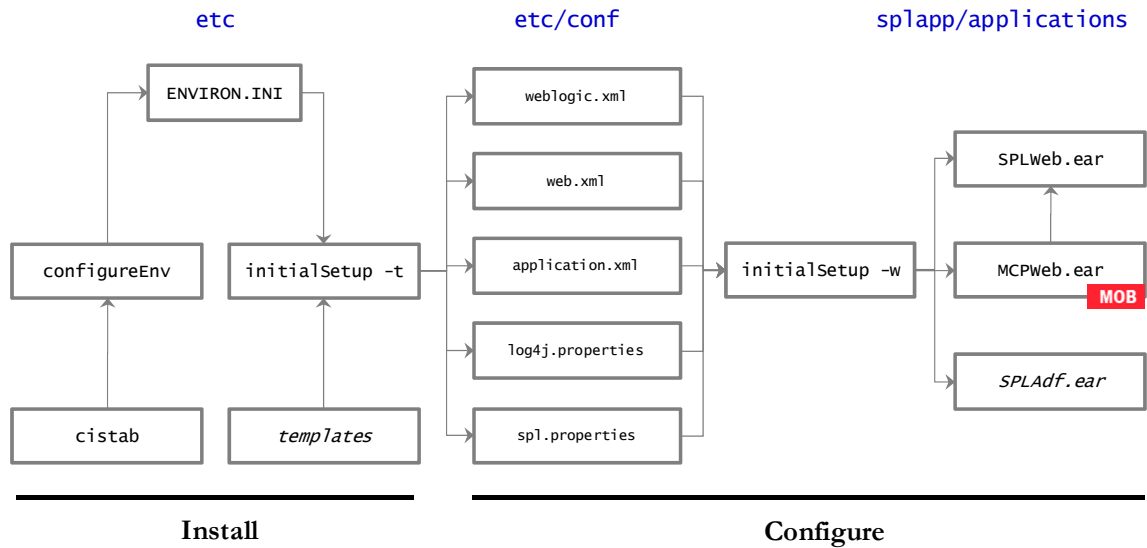 etc
etc/conf
splapp/applications
ENVIRON.INI
weblogic.xml
SPLWeb.ear
web.xml
configureEnv
initialSetup -t
application.xml
initialSetup -w
MCPWeb.ear
MOB
log4j.properties
SPLAdf.ear
cistab
templates
spl.properties
Install
Configure